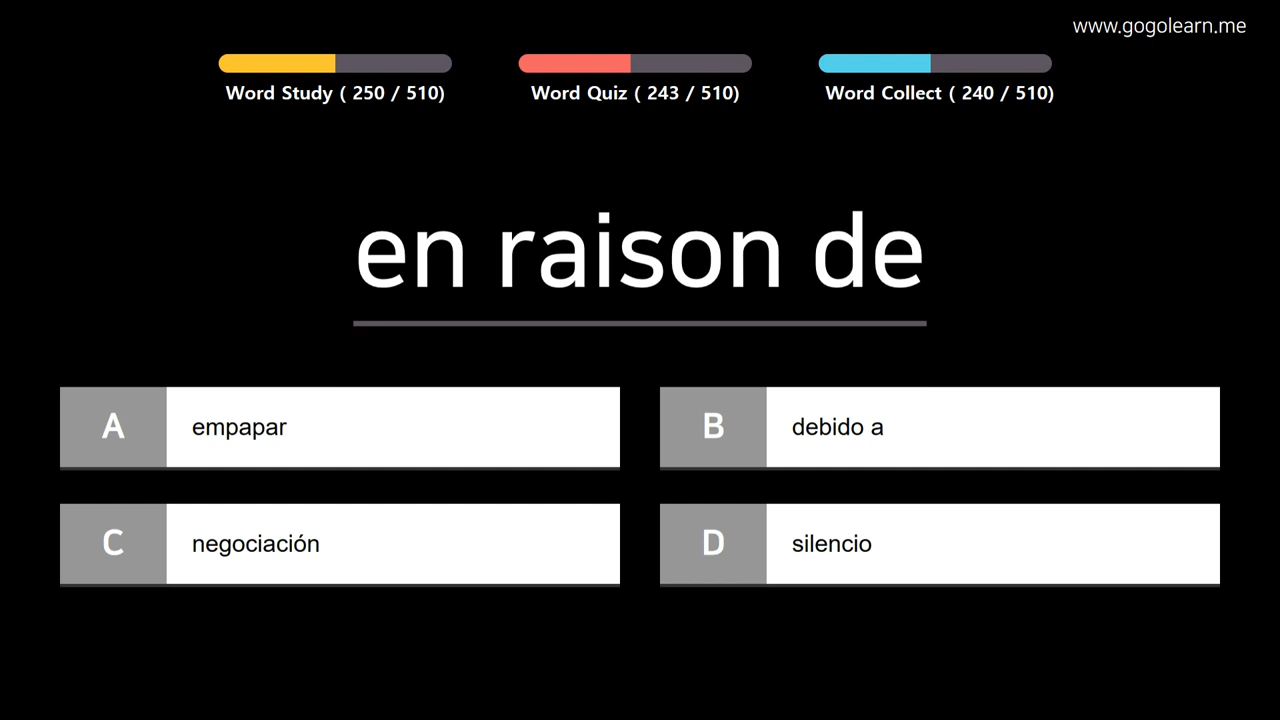 www.gogolearn.me
Word Study ( 250 / 510)
Word Quiz ( 243 / 510)
Word Collect ( 240 / 510)
en raison de
A empapar
B debido a
C negociación
D silencio